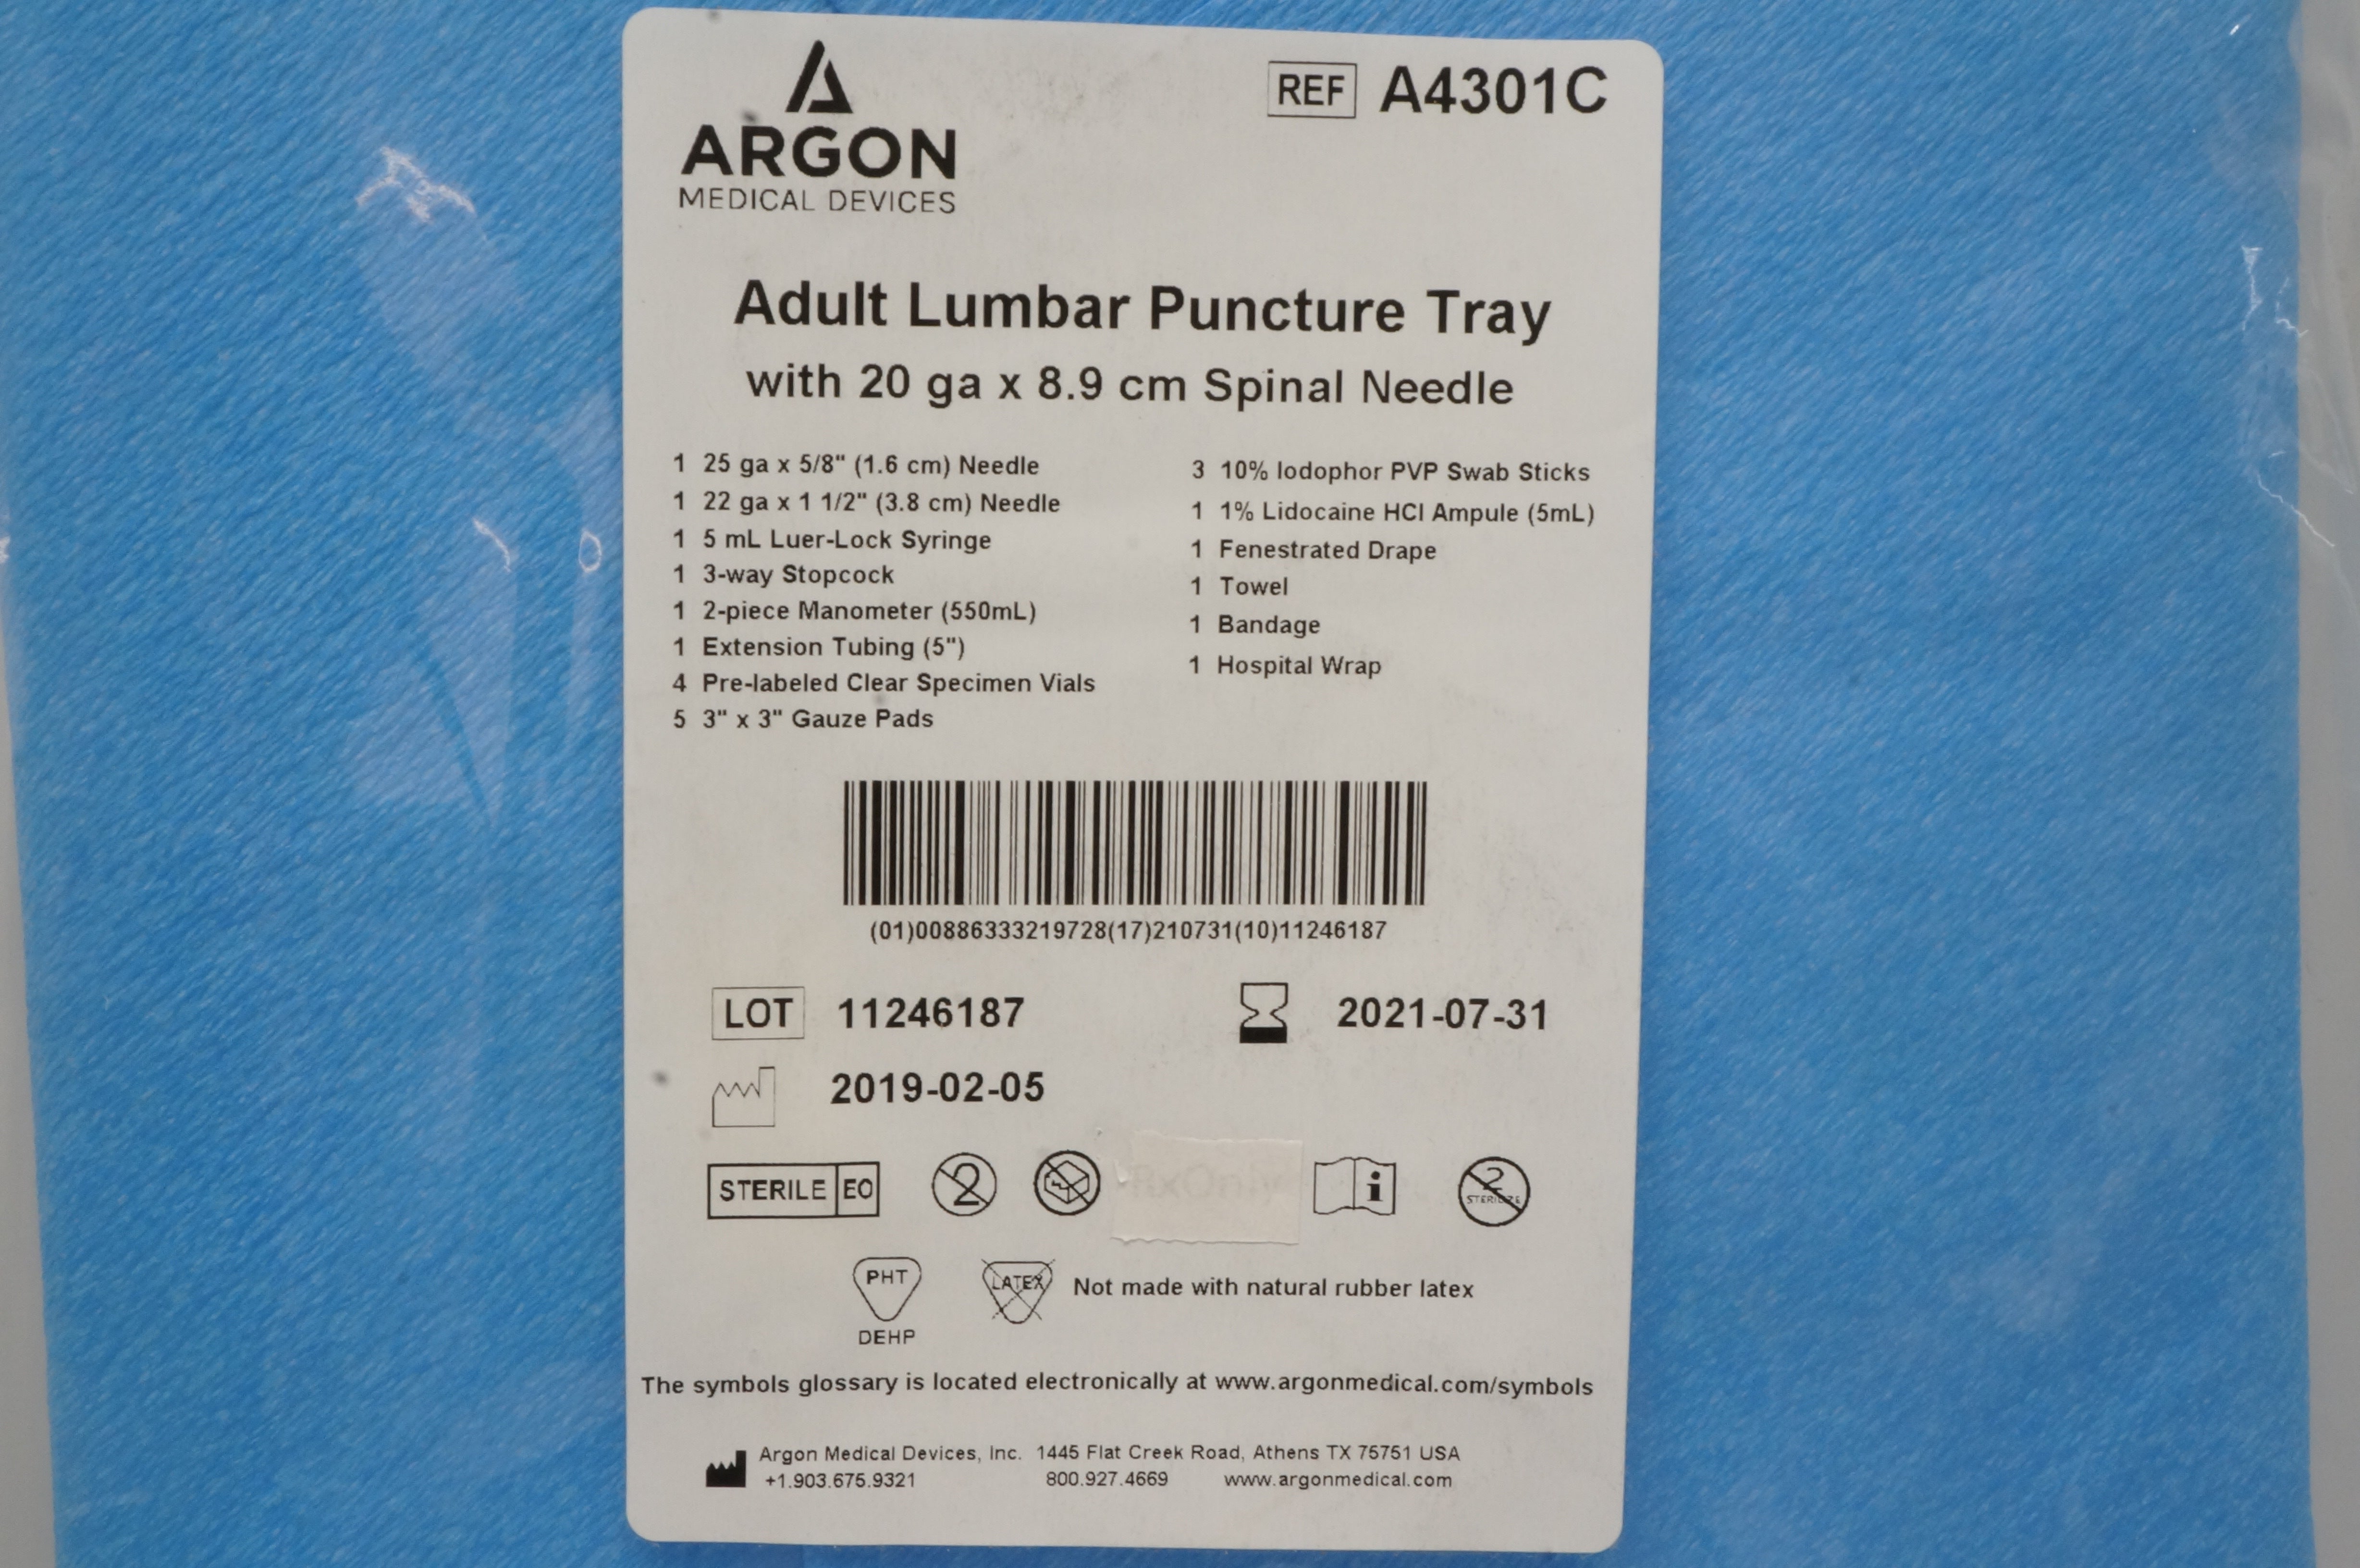 ARGON
MEDICAL DEVICES
REF A4301C
Adult Lumbar Puncture Tray
with 20 ga x 8.9 cm Spinal Needle
1 25 ga x 5/8" (1.6 cm) Needle
1 22 ga x 1 1/2" (3.8 cm) Needle
1 5 mL Luer-Lock Syringe
1 3-way Stopcock
1 2-piece Manometer (550mL)
1 Extension Tubing (5")
4 Pre-labeled Clear Specimen Vials
5 3" x 3" Gauze Pads
3 10% Iodophor PVP Swab Sticks
1 1% Lidocaine HCl Ampule (5mL)
1 Fenestrated Drape
1 Towel
1 Bandage
1 Hospital Wrap
(01)00886333219728(17)210731(10)11246187
LOT 11246187
2021-07-31
2019-02-05
STERILE EO 2 RxOnly i 2 STERILIZE
PHT
DEHP
LATEX Not made with natural rubber latex
The symbols glossary is located electronically at www.argonmedical.com/symbols
Argon Medical Devices, Inc. 1445 Flat Creek Road, Athens TX 75751 USA
+1.903.675.9321 800.927.4669 www.argonmedical.com